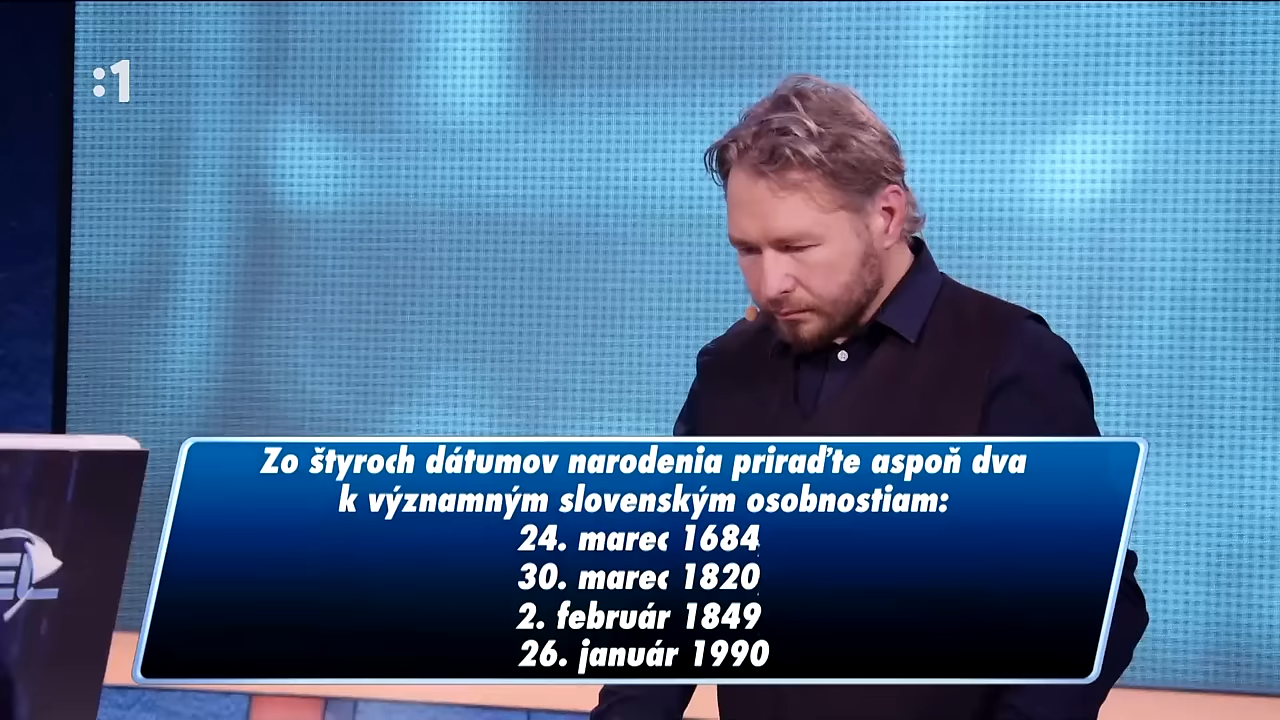 :1
Zo štyroch dátumov narodenia priraďte aspoň dva
k významným slovenským osobnostiam:
24. marec 1684
30. marec 1820
2. február 1849
26. január 1990